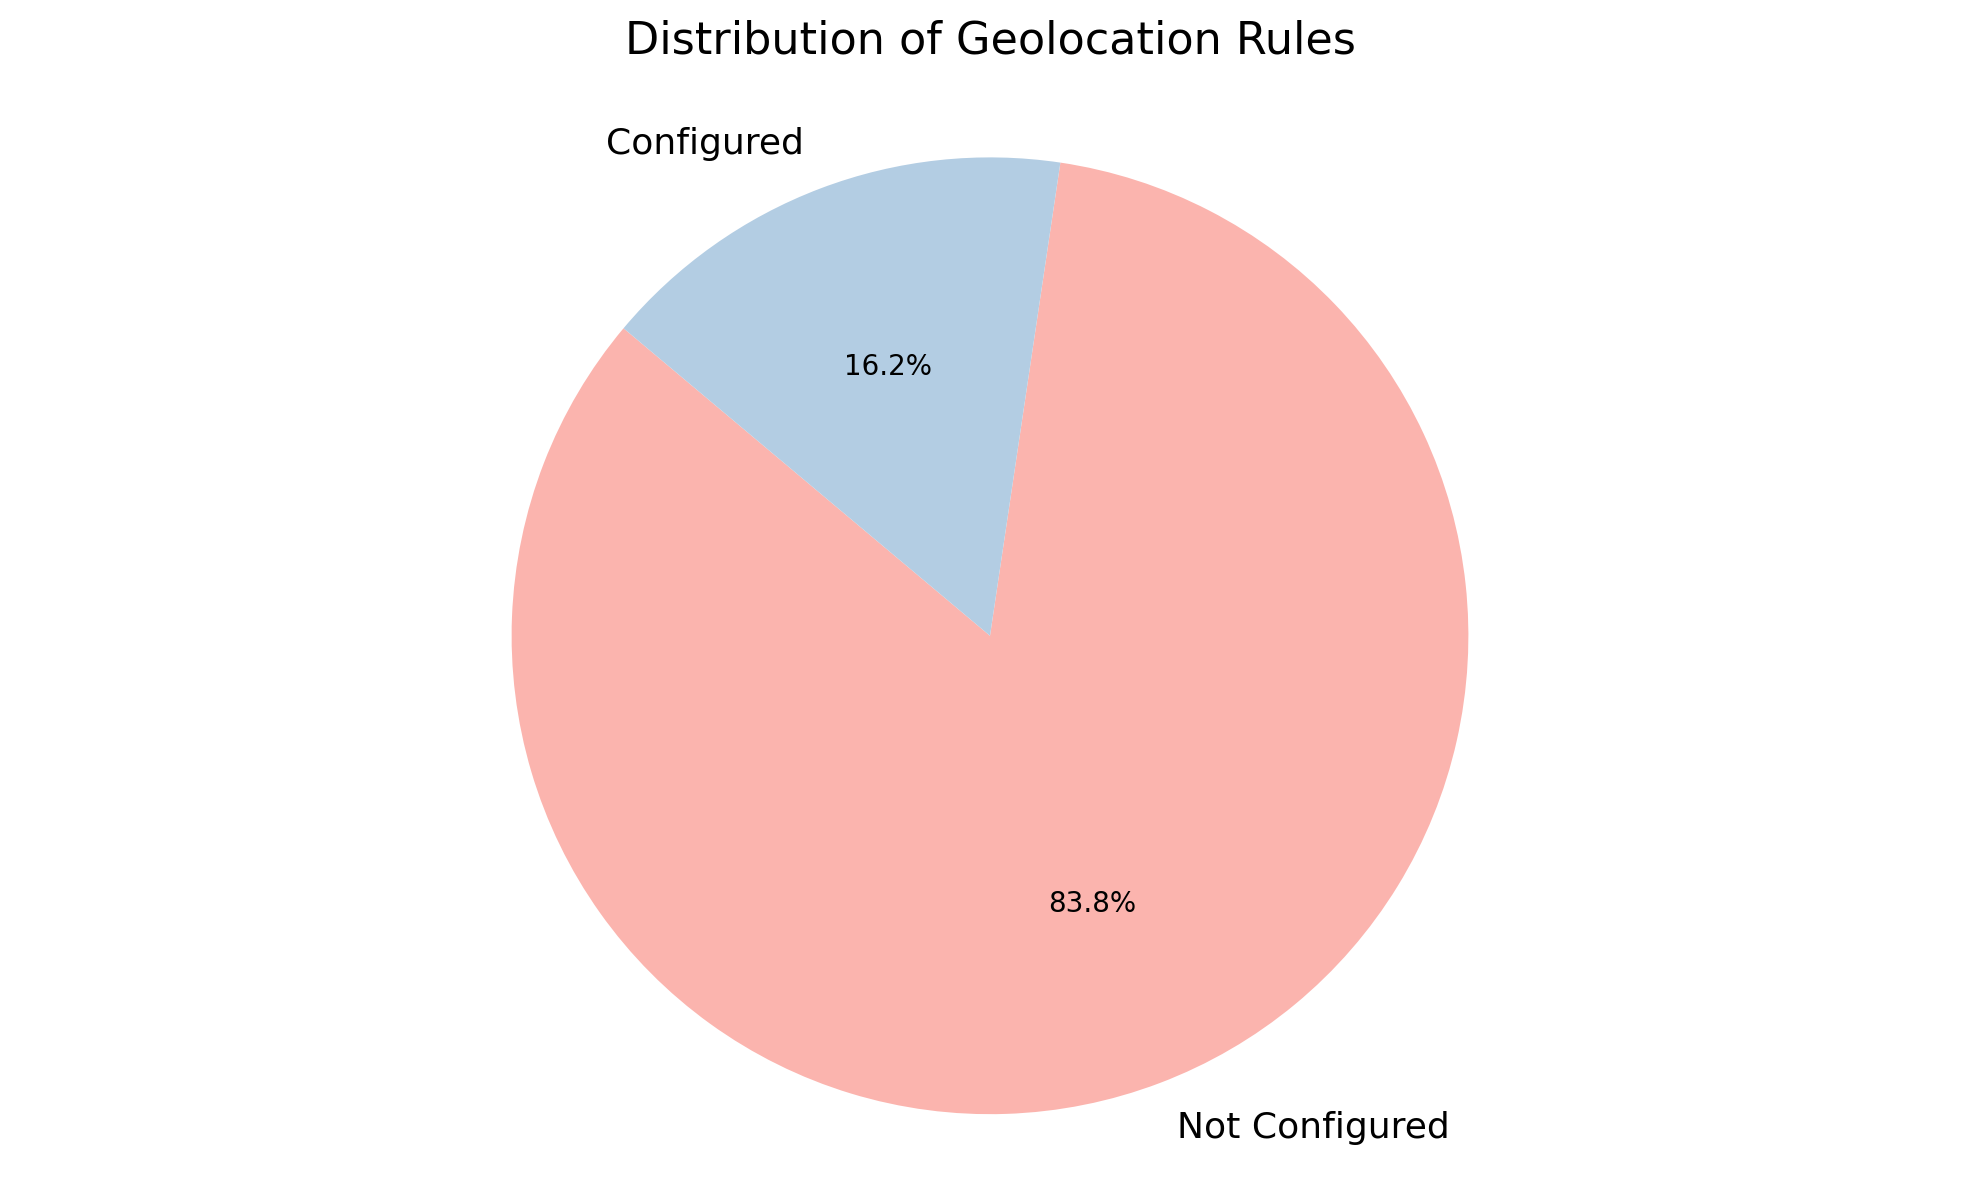 Distribution of Geolocation Rules
Configured
16.2%
83.8%
Not Configured